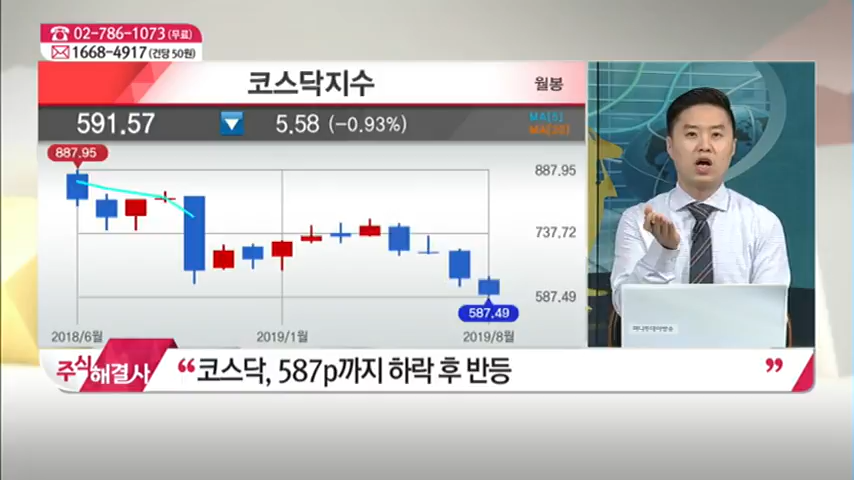 02-786-1073 (무료)
1668-4917 (건당 50원)
코스닥지수
월봉
591.57 ▼ 5.58 (-0.93%)
MA[5]
887.95
887.95
737.72
587.49
587.49
2018/6월
2019/1월
2019/8월
주식
해결사
“코스닥, 587p까지 하락 후 반등”